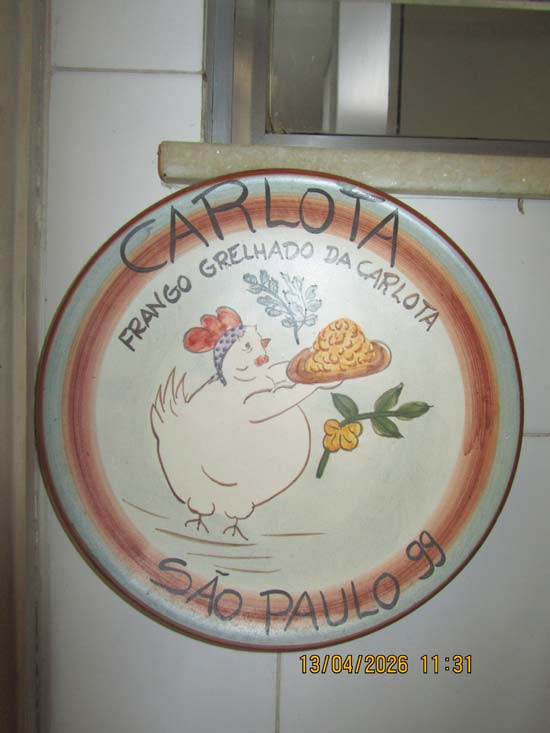 CARLOTA
FRANGO GRELHADO DA CARLOTA
SÃO PAULO 99
13/04/2026 11:31